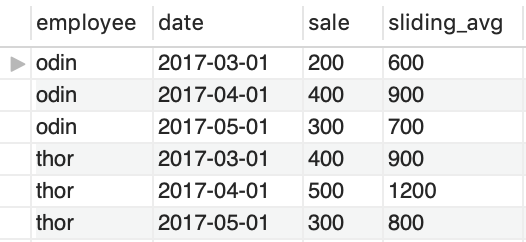 employee date sale sliding_avg
odin 2017-03-01 200 600
odin 2017-04-01 400 900
odin 2017-05-01 300 700
thor 2017-03-01 400 900
thor 2017-04-01 500 1200
thor 2017-05-01 300 800